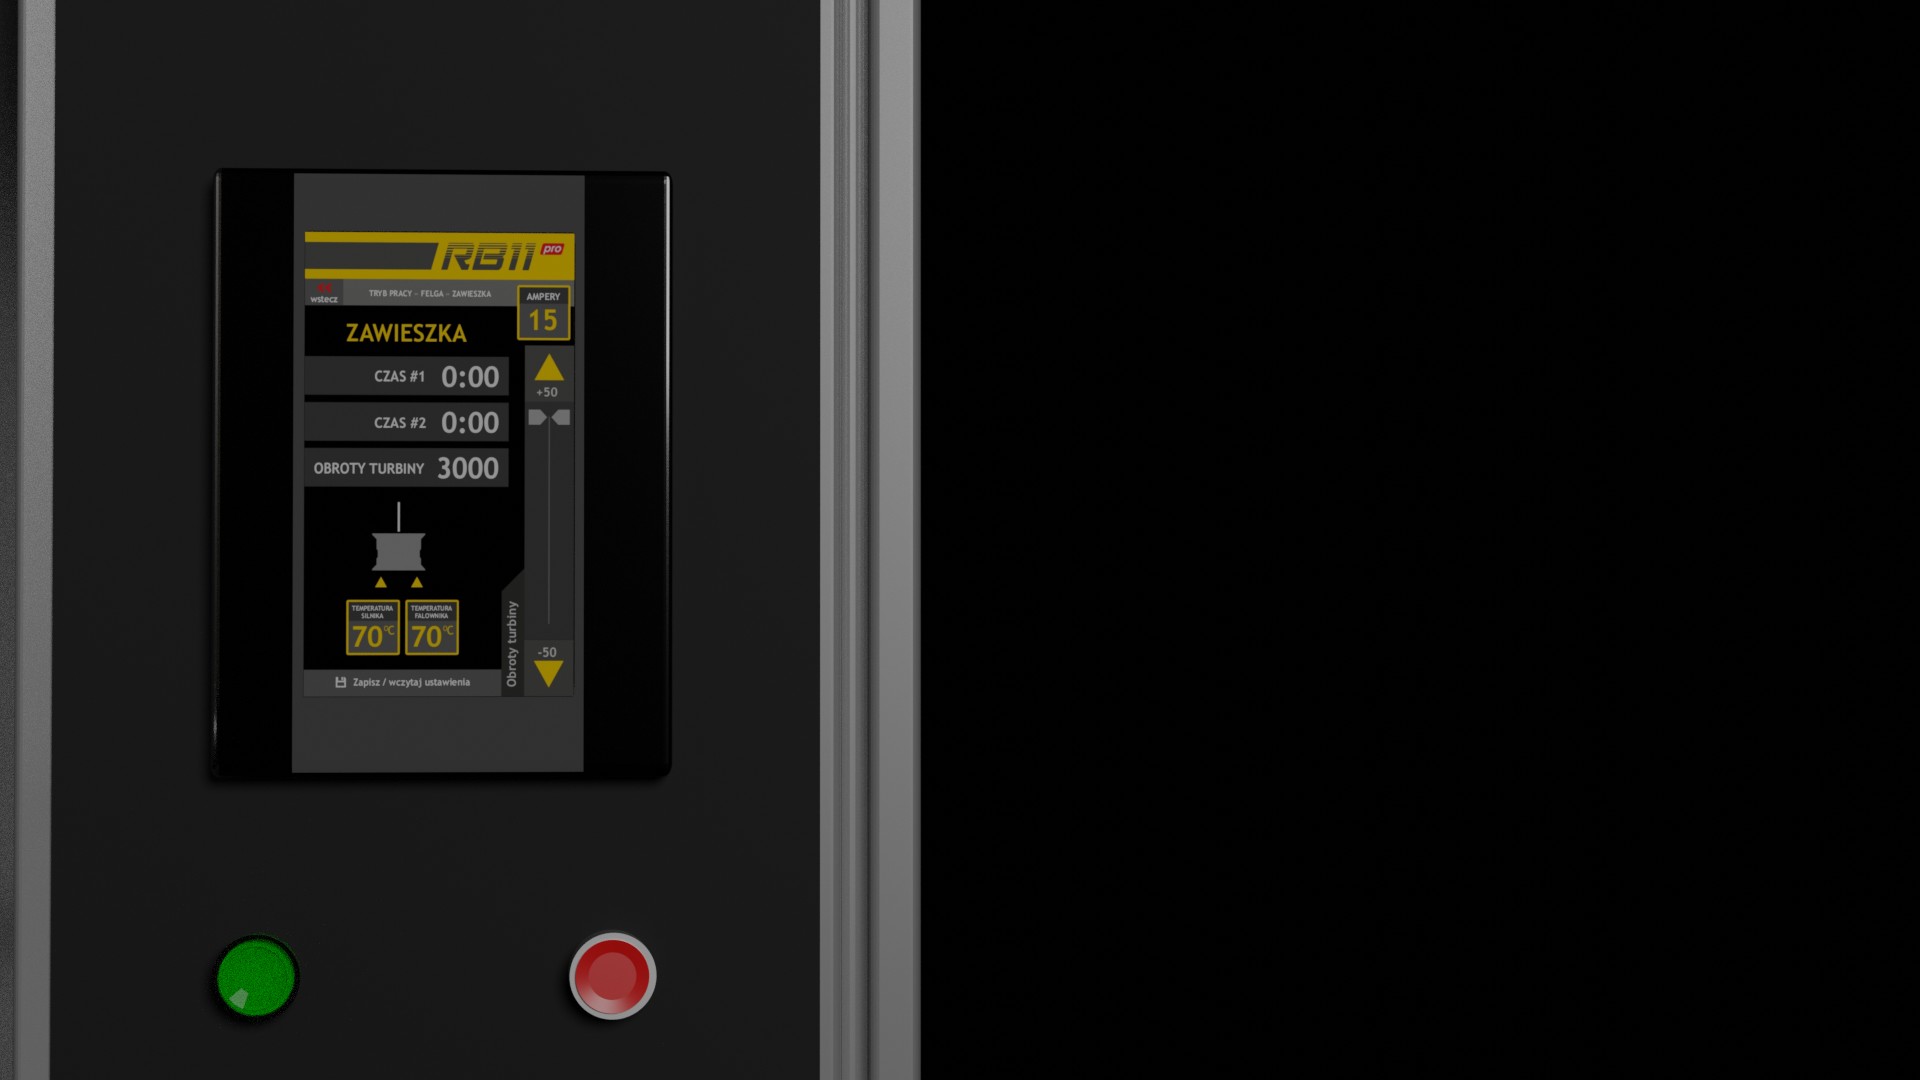 RB11 pro
wstecz
TRYB PRACY - FELGA - ZAWIESZKA
AMPERY
15
ZAWIESZKA
CZAS #1 0:00
CZAS #2 0:00
OBROTY TURBINY 3000
+50
TEMPERATURA
SILNIKA
70°C
TEMPERATURA
FALOWNIKA
70°C
Obroty turbiny
-50
Zapisz / wczytaj ustawienia